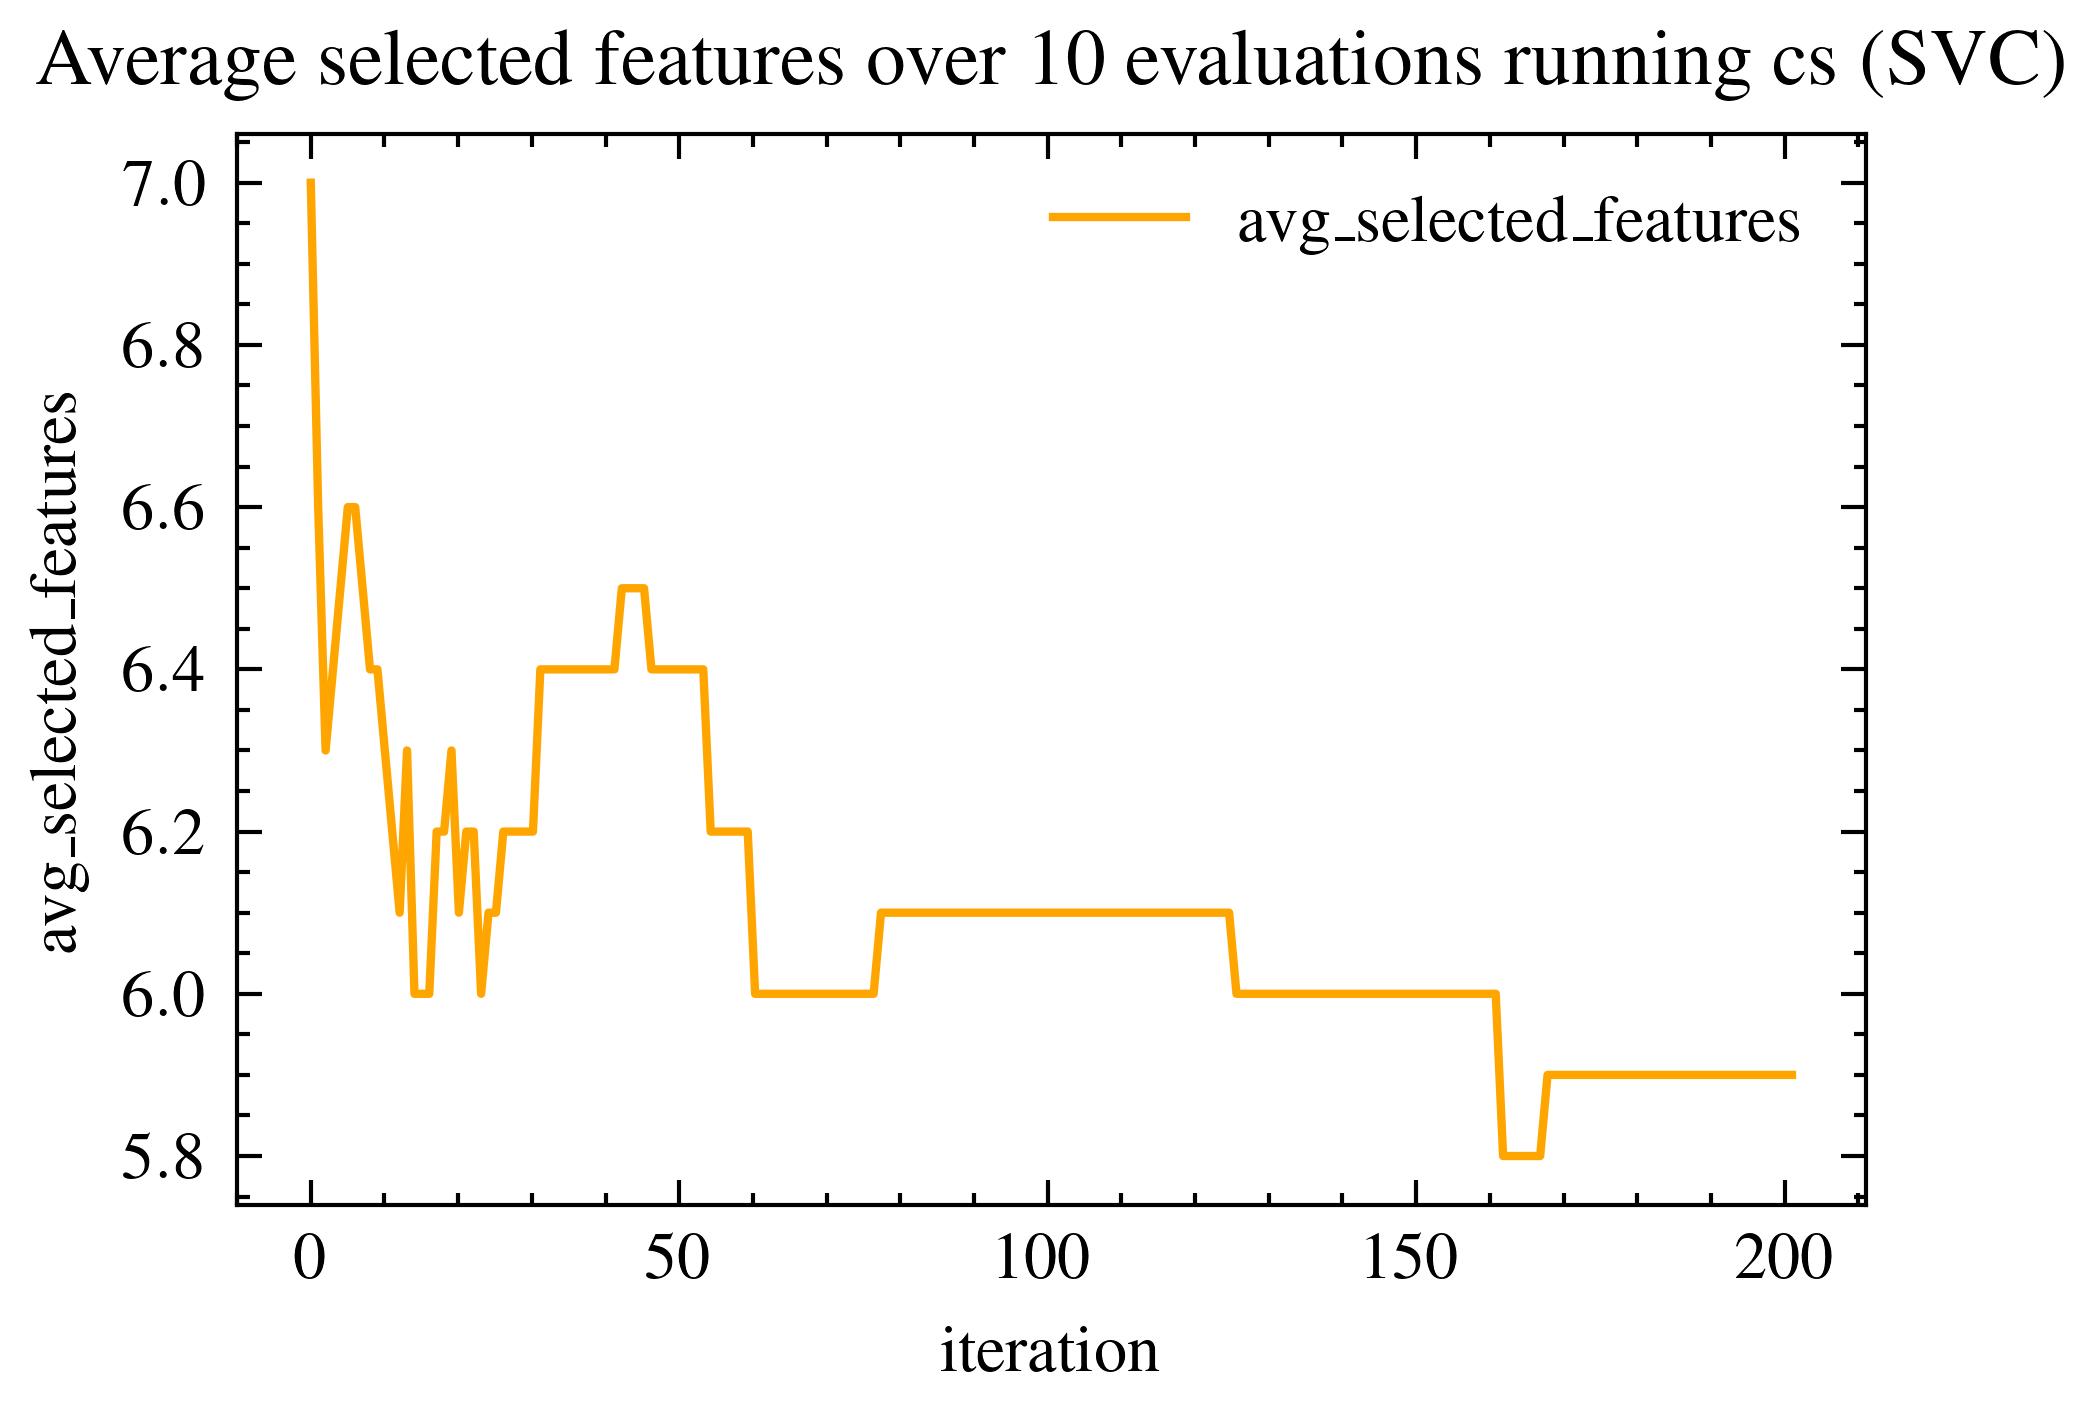 Average selected features over 10 evaluations running cs (SVC)
avg_selected_features
7.0
6.8
6.6
6.4
6.2
6.0
5.8
avg_selected_features
0 50 100 150 200
iteration